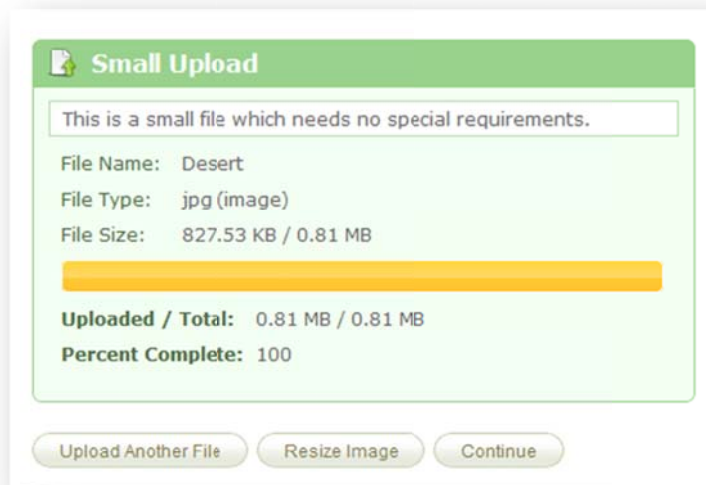 Small Upload
This is a small file which needs no special requirements.
File Name: Desert
File Type: jpg (image)
File Size: 827.53 KB / 0.81 MB
Uploaded / Total: 0.81 MB / 0.81 MB
Percent Complete: 100
Upload Another File Resize Image Continue